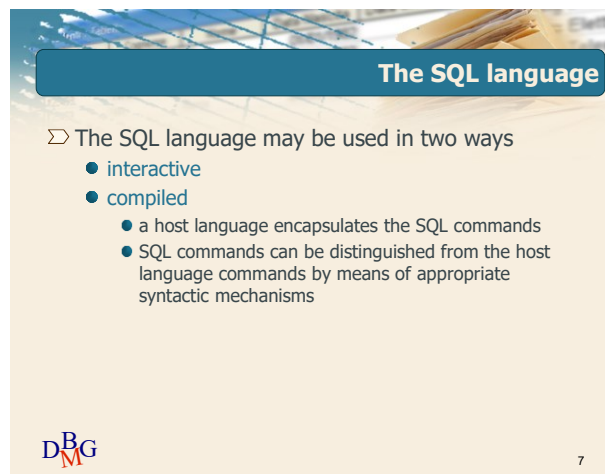 The SQL language
The SQL language may be used in two ways
interactive
compiled
a host language encapsulates the SQL commands
SQL commands can be distinguished from the host
language commands by means of appropriate
syntactic mechanisms
DBMG
7